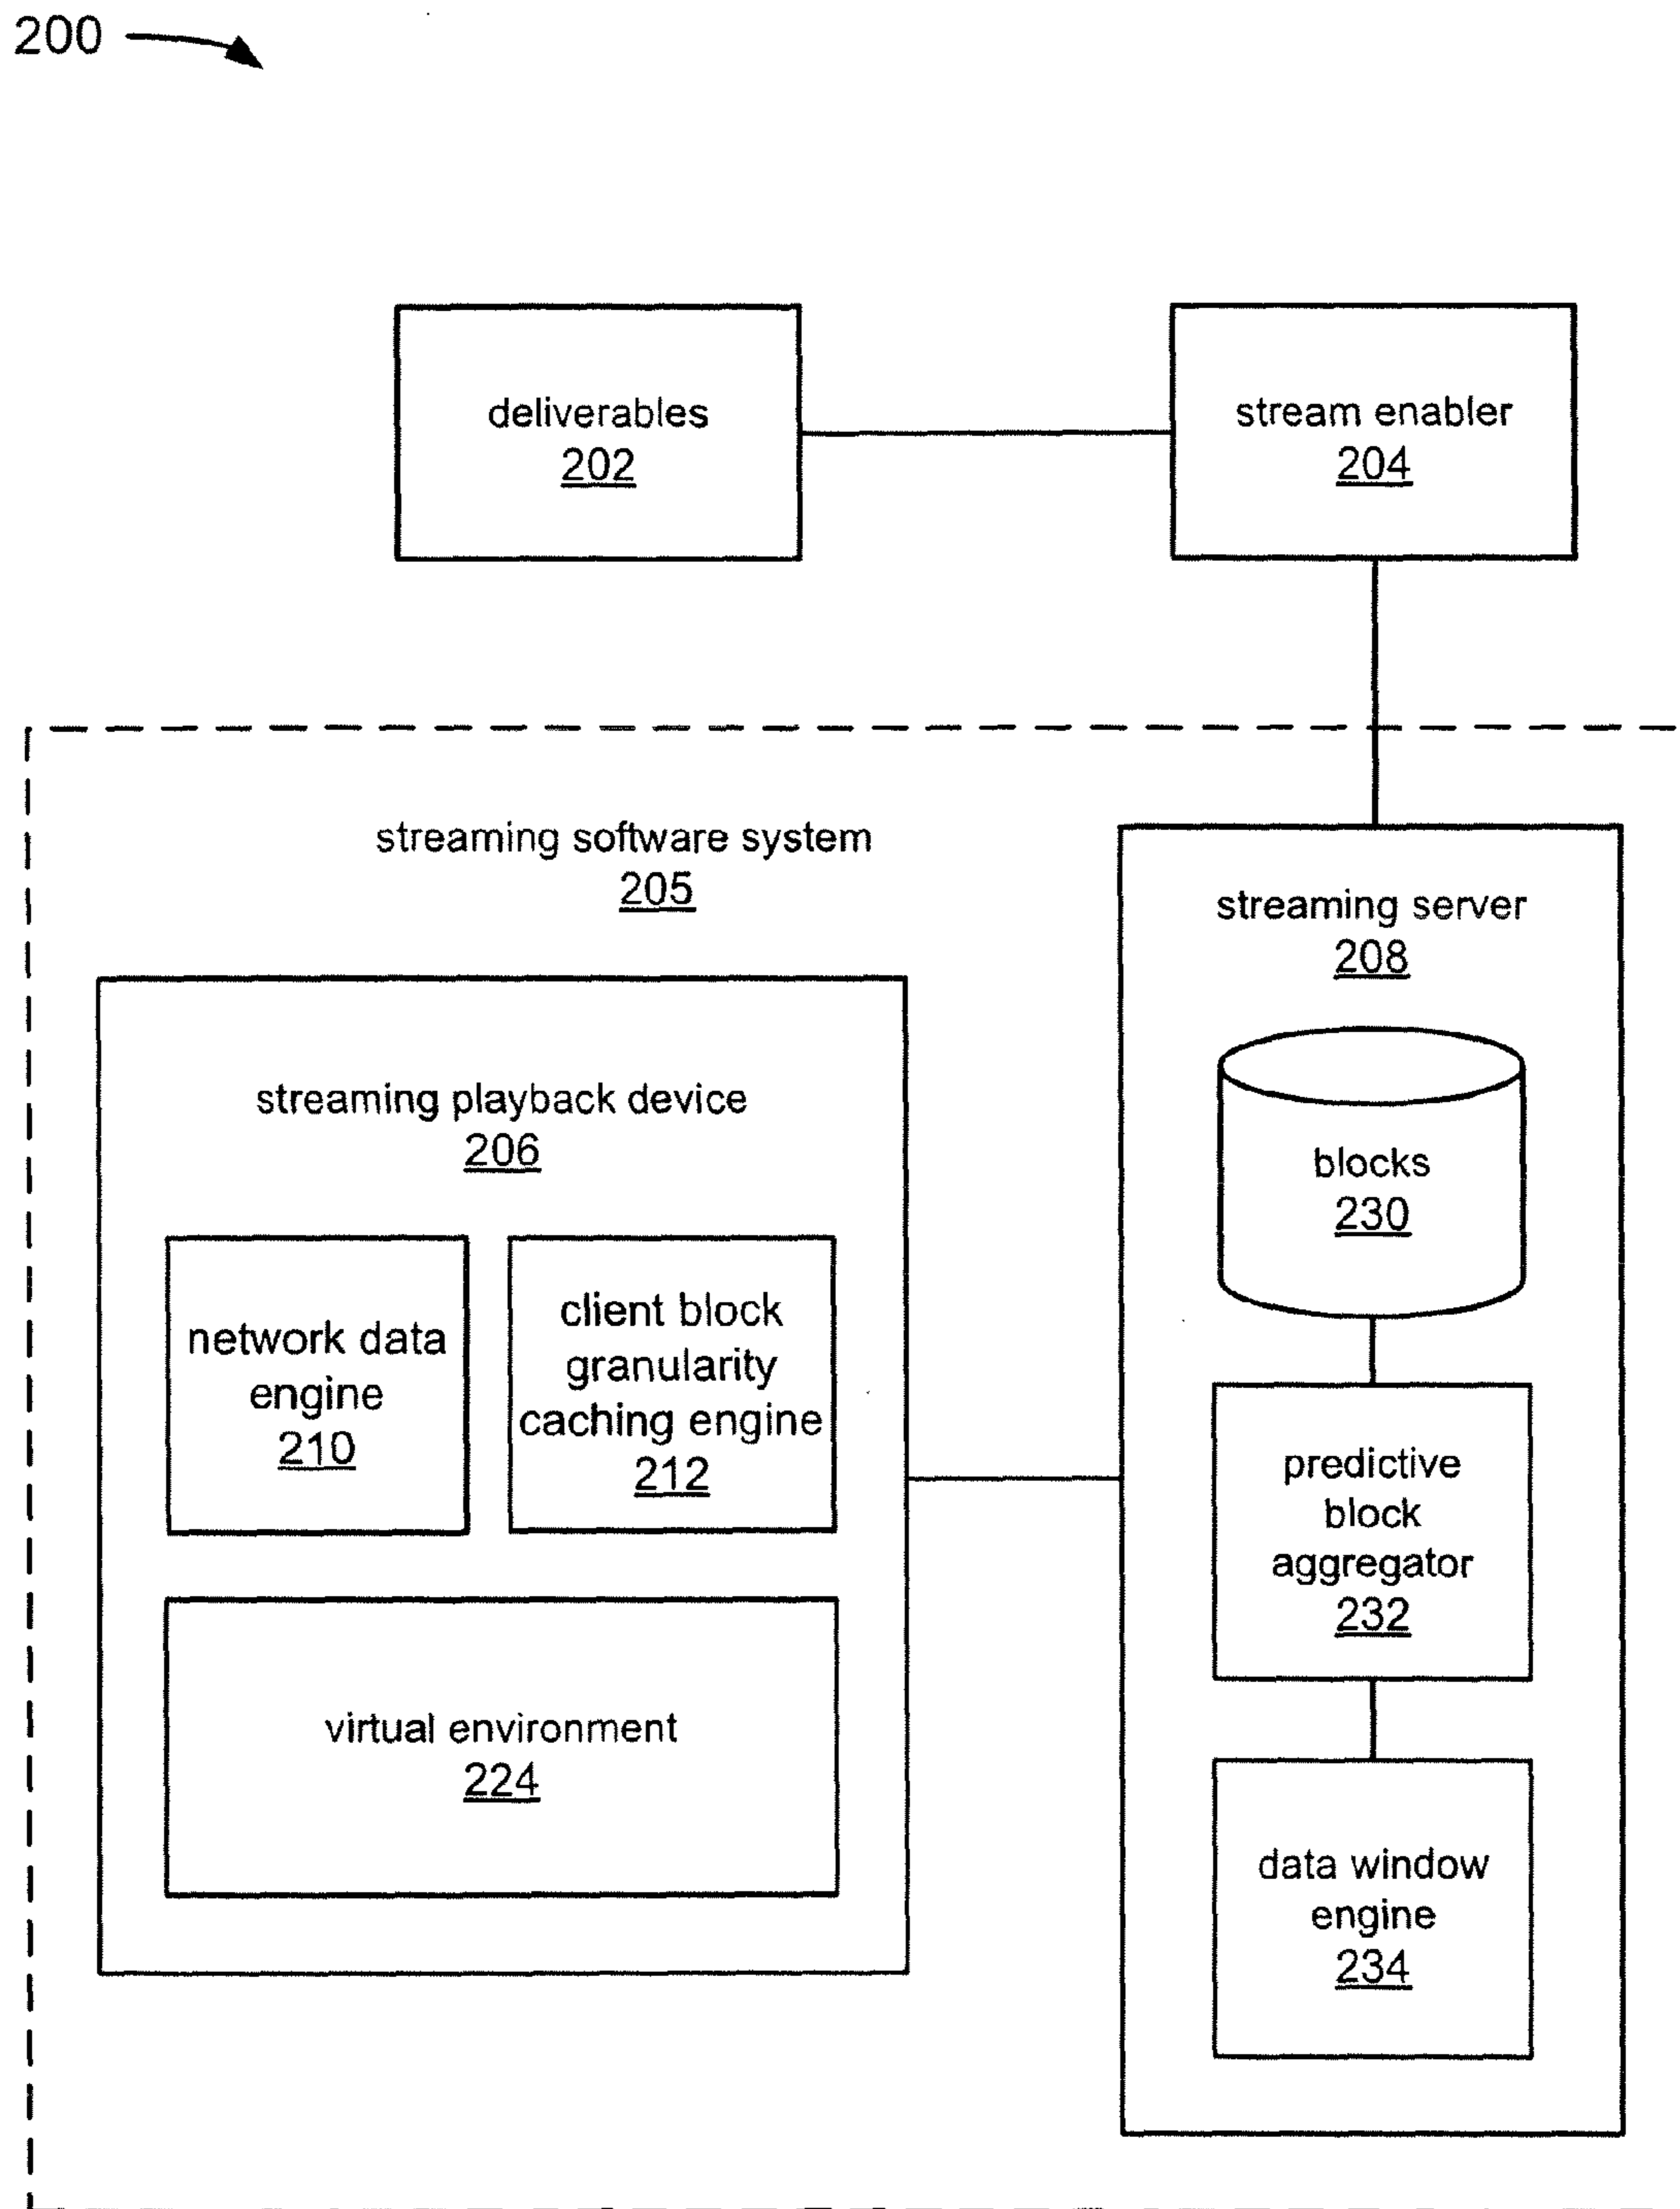 200
deliverables
202
stream enabler
204
streaming software system
205
streaming server
208
streaming playback device
206
blocks
230
network data
engine
210
client block
granularity
caching engine
212
predictive
block
aggregator
232
virtual environment
224
data window
engine
234